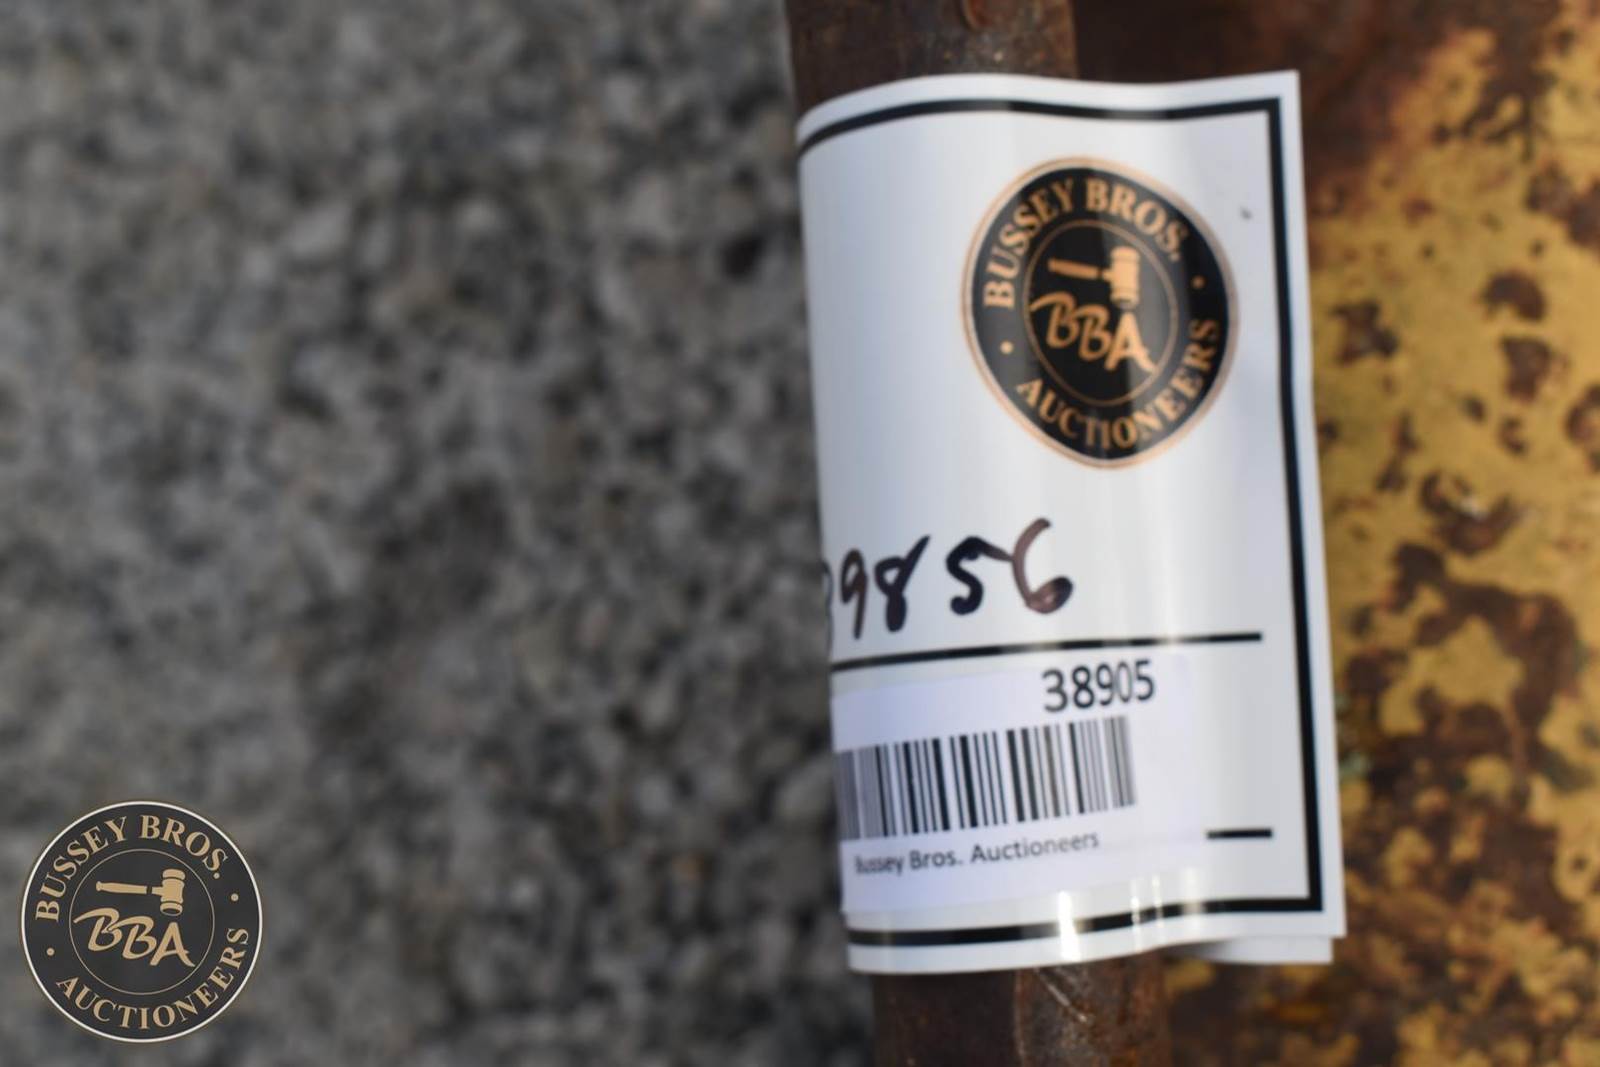 BUSSEY BROS.
BBA
AUCTIONEERS
9856
38905
Bussey Bros. Auctioneers
BUSSEY BROS.
BBA
AUCTIONEERS